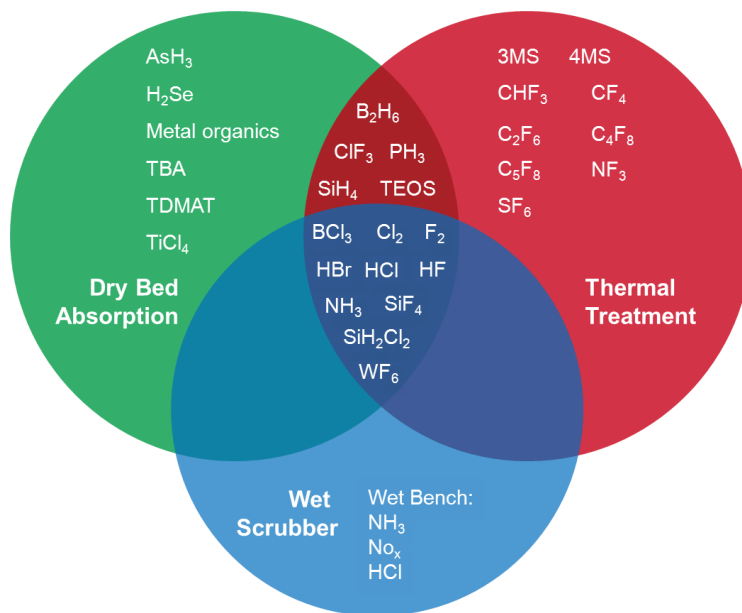 AsH₃
H₂Se
Metal organics
TBA
TDMAT
TiCl₄
Dry Bed
Absorption
B₂H₆
ClF₃ PH₃
SiH₄ TEOS
BCl₃ Cl₂ F₂
HBr HCl HF
NH₃ SiF₄
SiH₂Cl₂
WF₆
3MS 4MS
CHF₃ CF₄
C₂F₆ C₄F₈
C₅F₈ NF₃
SF₆
Thermal
Treatment
Wet
Scrubber
Wet Bench:
NH₃
Noₓ
HCl